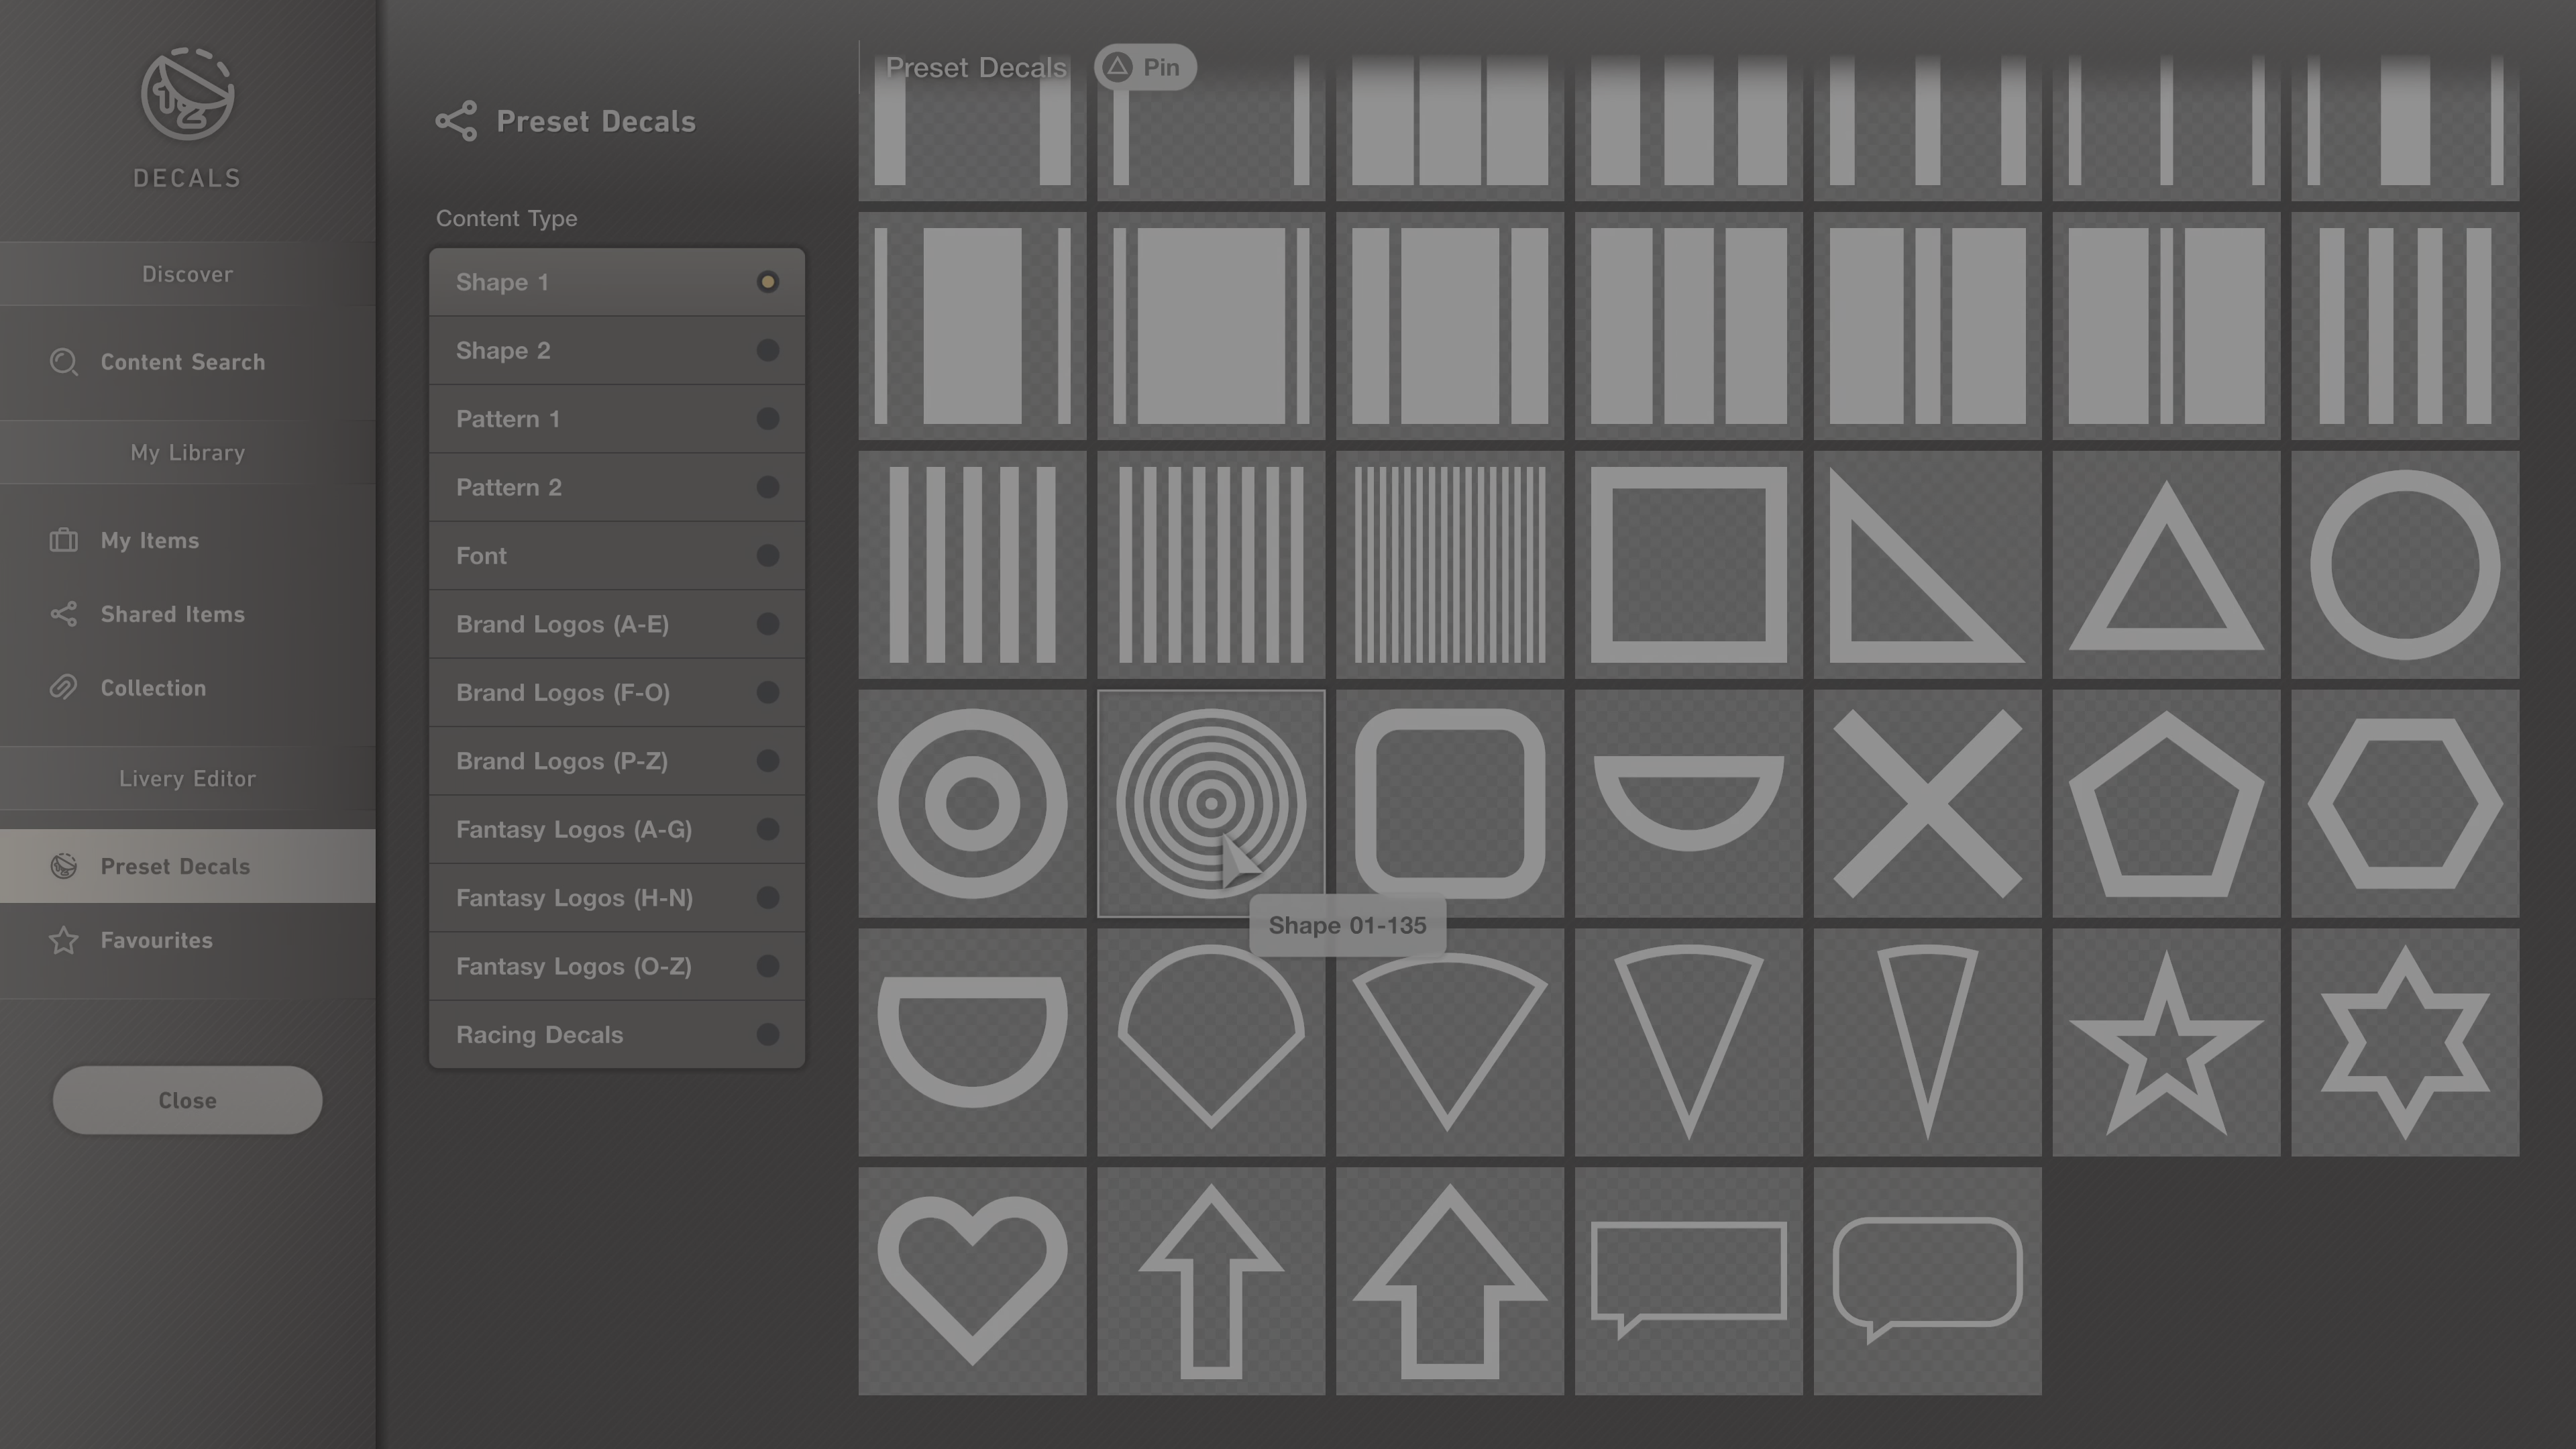 DECALS
Discover
Content Search
My Library
My Items
Shared Items
Collection
Livery Editor
Preset Decals
Favourites
Close
Preset Decals
Content Type
Shape 1
Shape 2
Pattern 1
Pattern 2
Font
Brand Logos (A-E)
Brand Logos (F-O)
Brand Logos (P-Z)
Fantasy Logos (A-G)
Fantasy Logos (H-N)
Fantasy Logos (O-Z)
Racing Decals
Preset Decals Pin
Shape 01-135